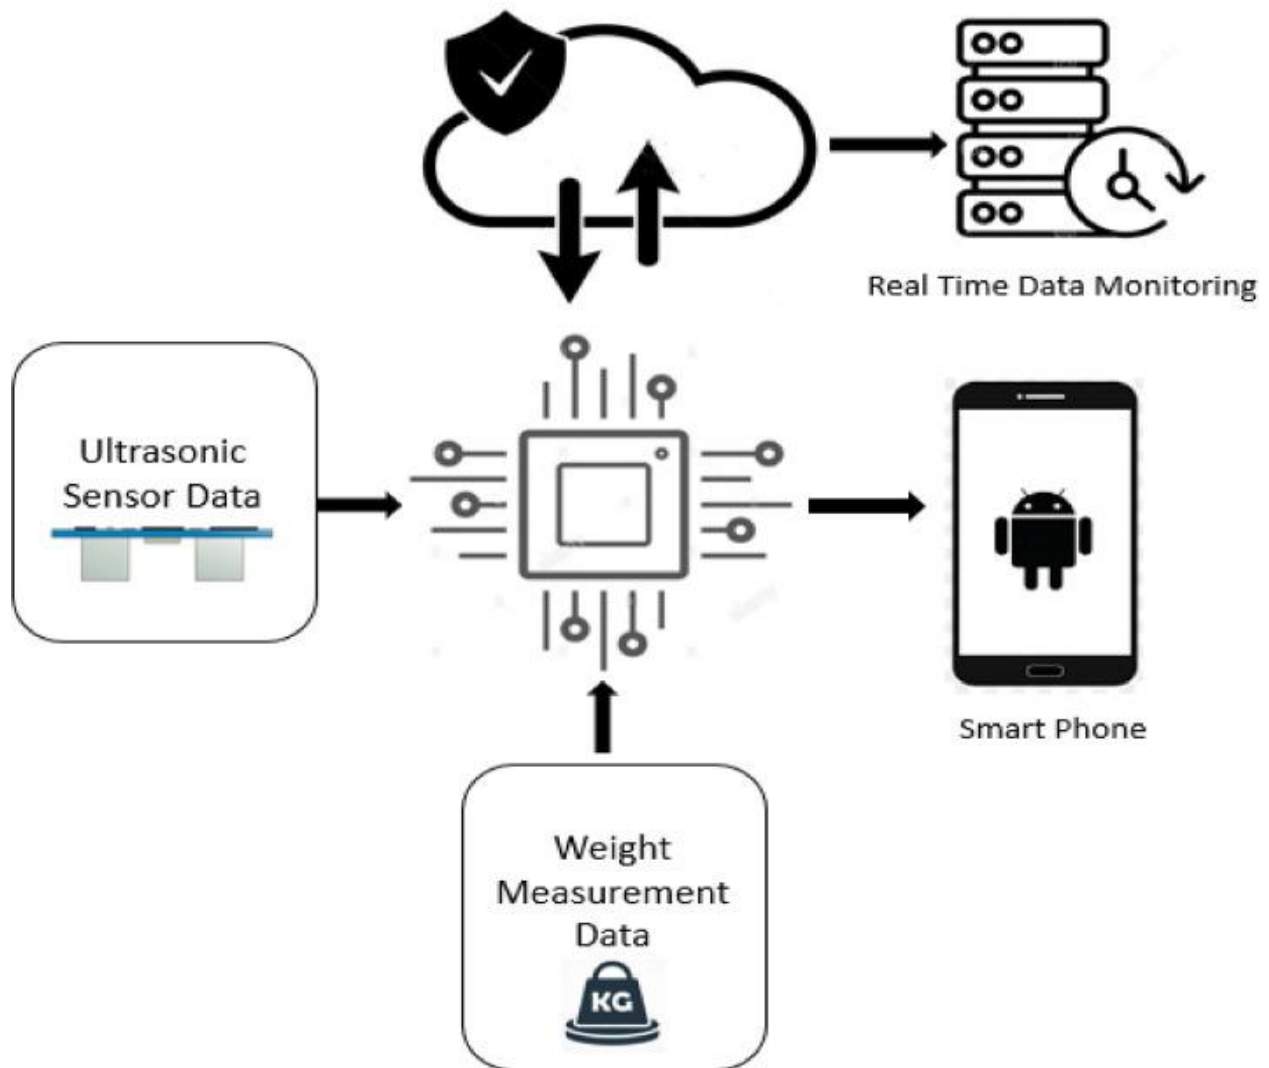 Real Time Data Monitoring
Ultrasonic
Sensor Data
Smart Phone
Weight
Measurement
Data
KG